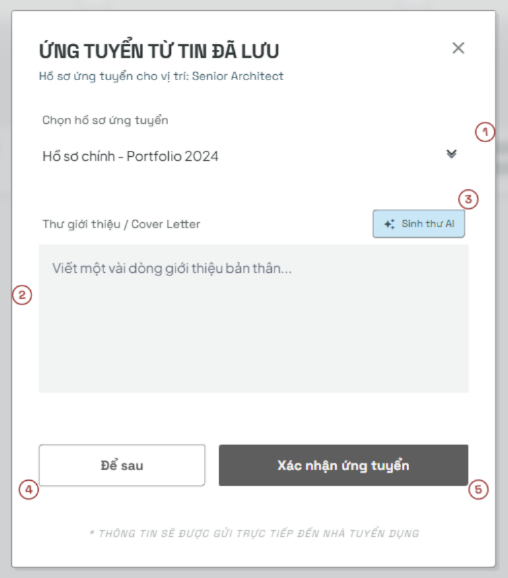 ỨNG TUYỂN TỪ TIN ĐÃ LƯU
Hồ sơ ứng tuyển cho vị trí: Senior Architect
Chọn hồ sơ ứng tuyển
1
Hồ sơ chính - Portfolio 2024
3
Thư giới thiệu / Cover Letter
Sinh thư AI
Viết một vài dòng giới thiệu bản thân...
2
Để sau
Xác nhận ứng tuyển
4
5
* THÔNG TIN SẼ ĐƯỢC GỬI TRỰC TIẾP ĐẾN NHÀ TUYỂN DỤNG